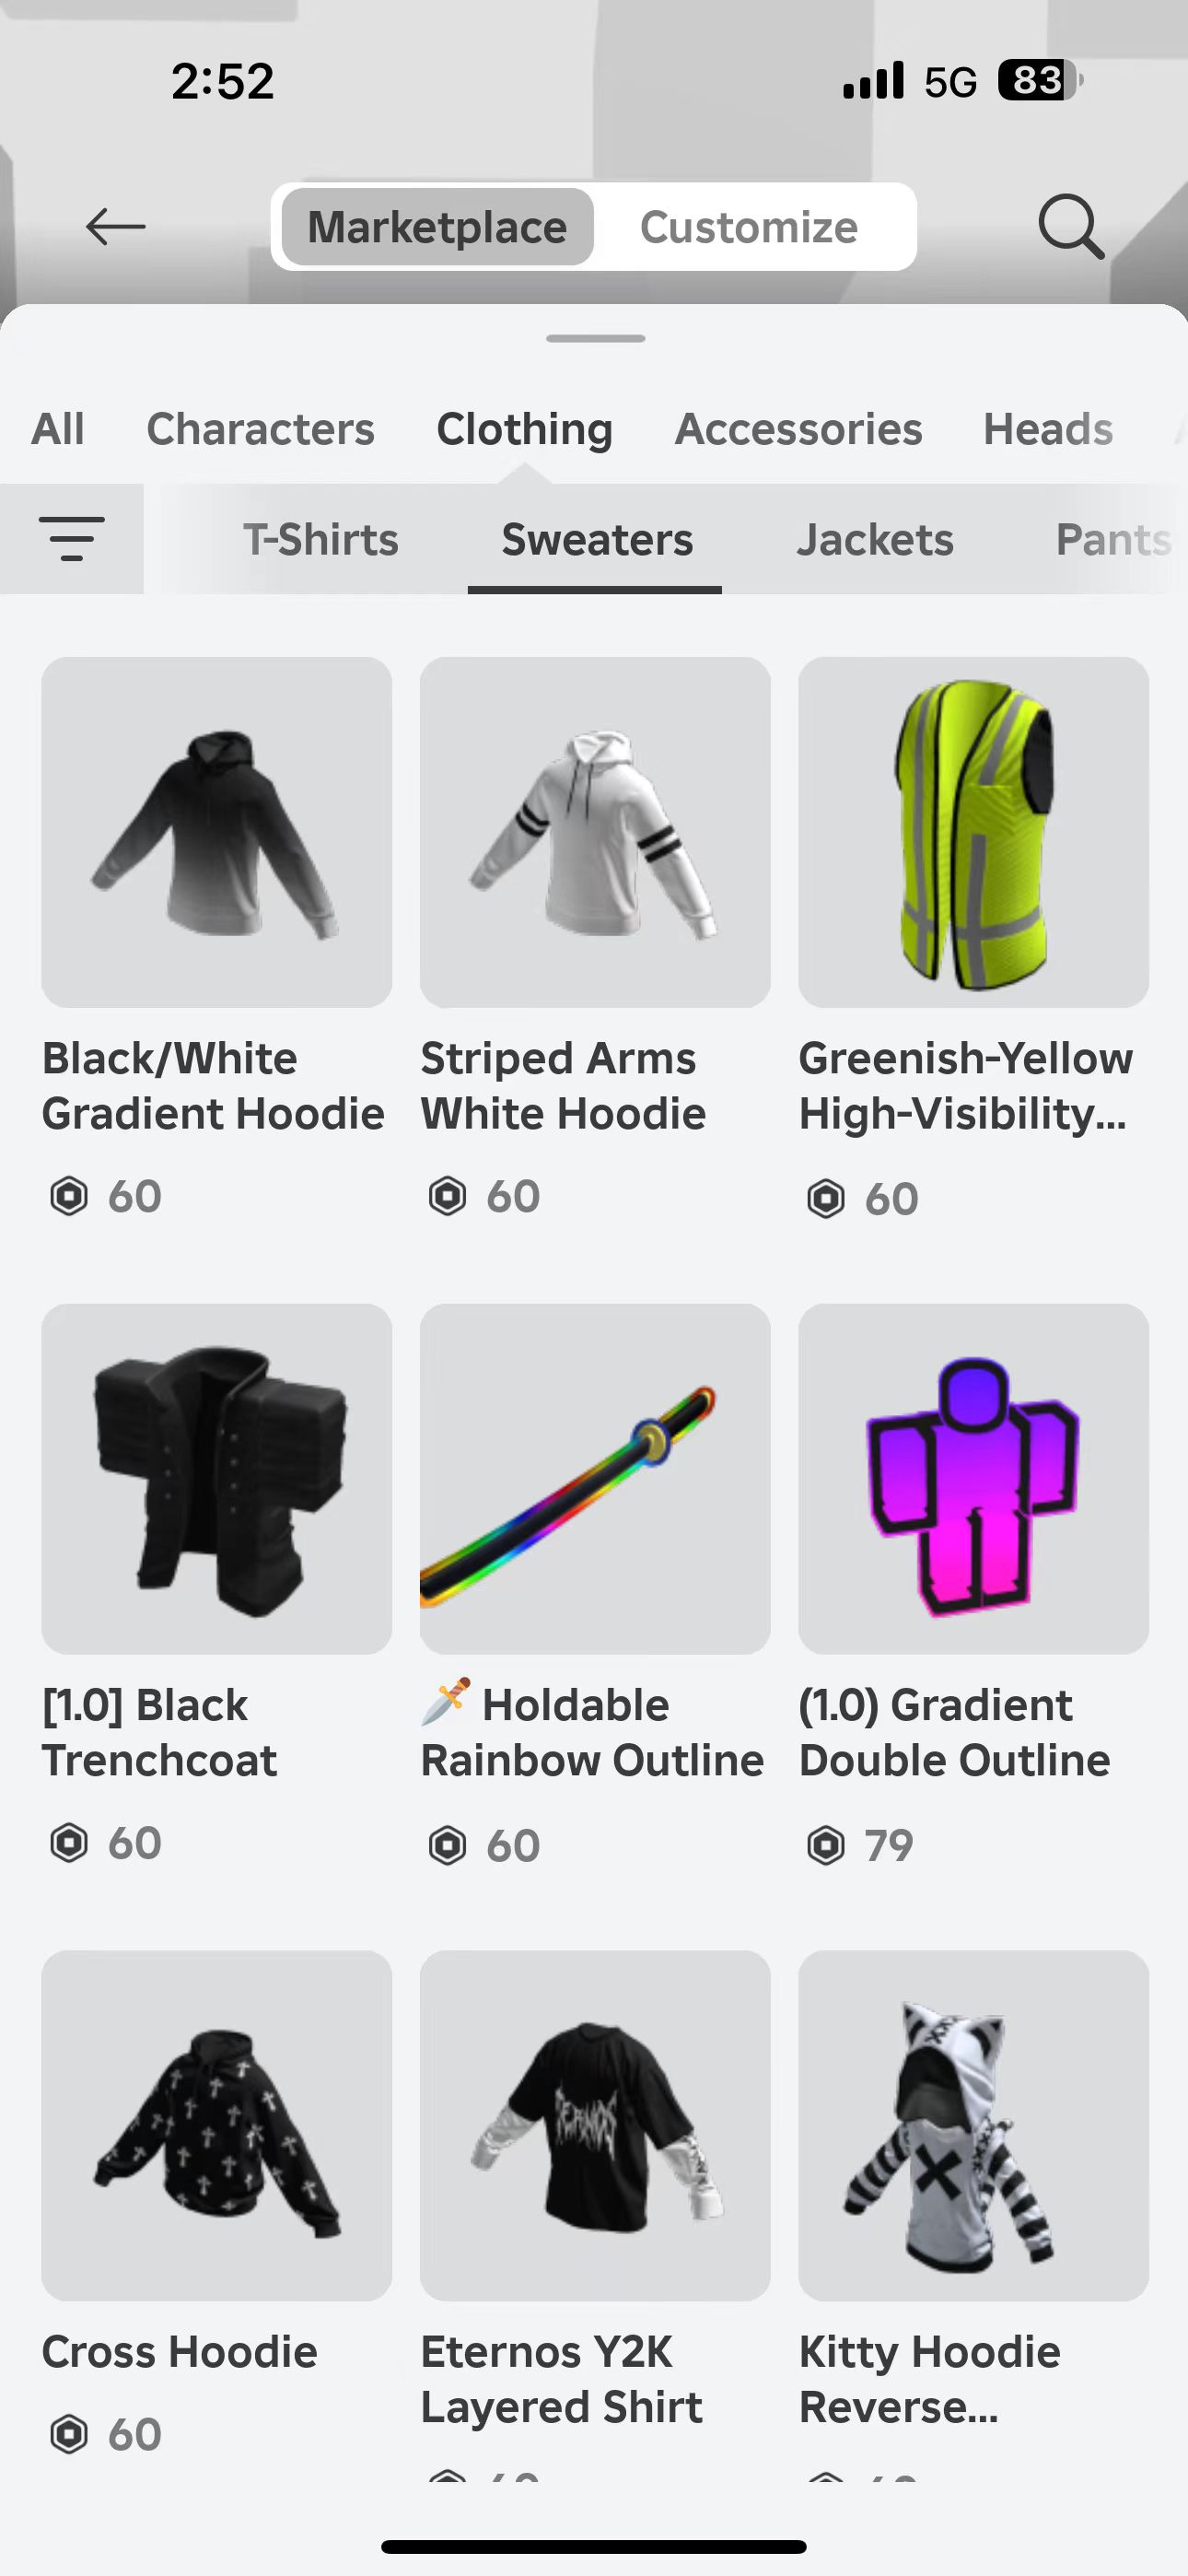 2:52
5G
83
Marketplace
Customize
All
Characters
Clothing
Accessories
Heads
T-Shirts
Sweaters
Jackets
Pants
Black/White
Gradient Hoodie
60
Striped Arms
White Hoodie
60
Greenish-Yellow
High-Visibility...
60
[1.0] Black
Trenchcoat
60
🗡️ Holdable
Rainbow Outline
60
(1.0) Gradient
Double Outline
79
Cross Hoodie
60
Eternos Y2K
Layered Shirt
Kitty Hoodie
Reverse...